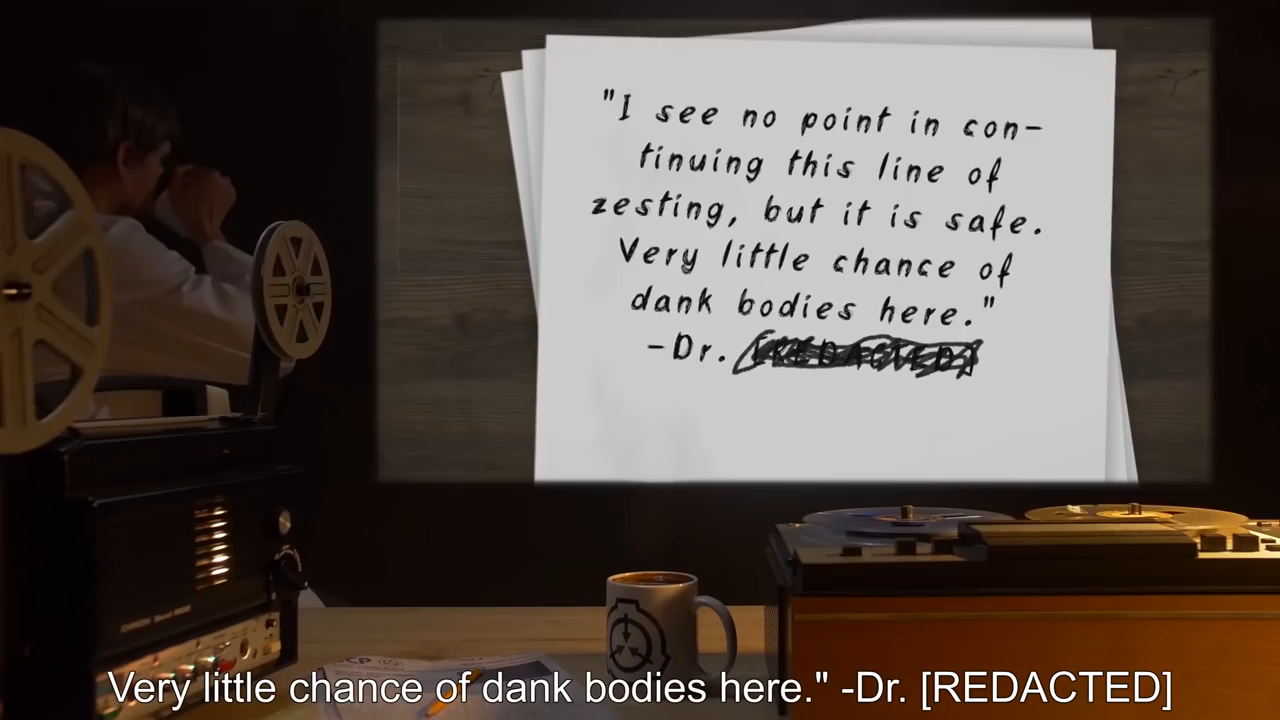 "I see no point in con-
tinuing this line of
zesting, but it is safe.
Very little chance of
dank bodies here."
-Dr. [REDACTED]
Very little chance of dank bodies here." -Dr. [REDACTED]